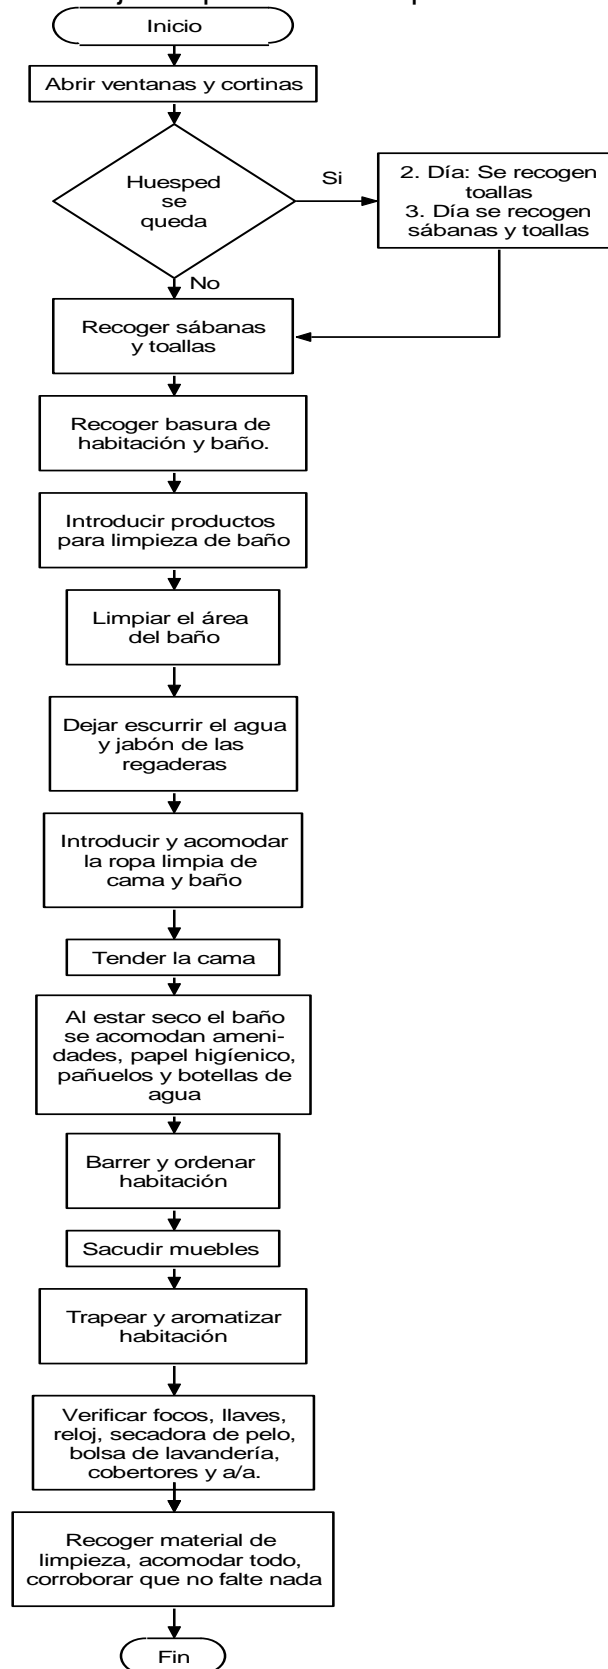 Inicio
Abrir ventanas y cortinas
Huesped
se
queda
Si
2. Día: Se recogen
toallas
3. Día se recogen
sábanas y toallas
No
Recoger sábanas
y toallas
Recoger basura de
habitación y baño.
Introducir productos
para limpieza de baño
Limpiar el área
del baño
Dejar escurrir el agua
y jabón de las
regaderas
Introducir y acomodar
la ropa limpia de
cama y baño
Tender la cama
Al estar seco el baño
se acomodan ameni-
dades, papel higíenico,
pañuelos y botellas de
agua
Barrer y ordenar
habitación
Sacudir muebles
Trapear y aromatizar
habitación
Verificar focos, llaves,
reloj, secadora de pelo,
bolsa de lavandería,
cobertores y a/a.
Recoger material de
limpieza, acomodar todo,
corroborar que no falte nada
Fin